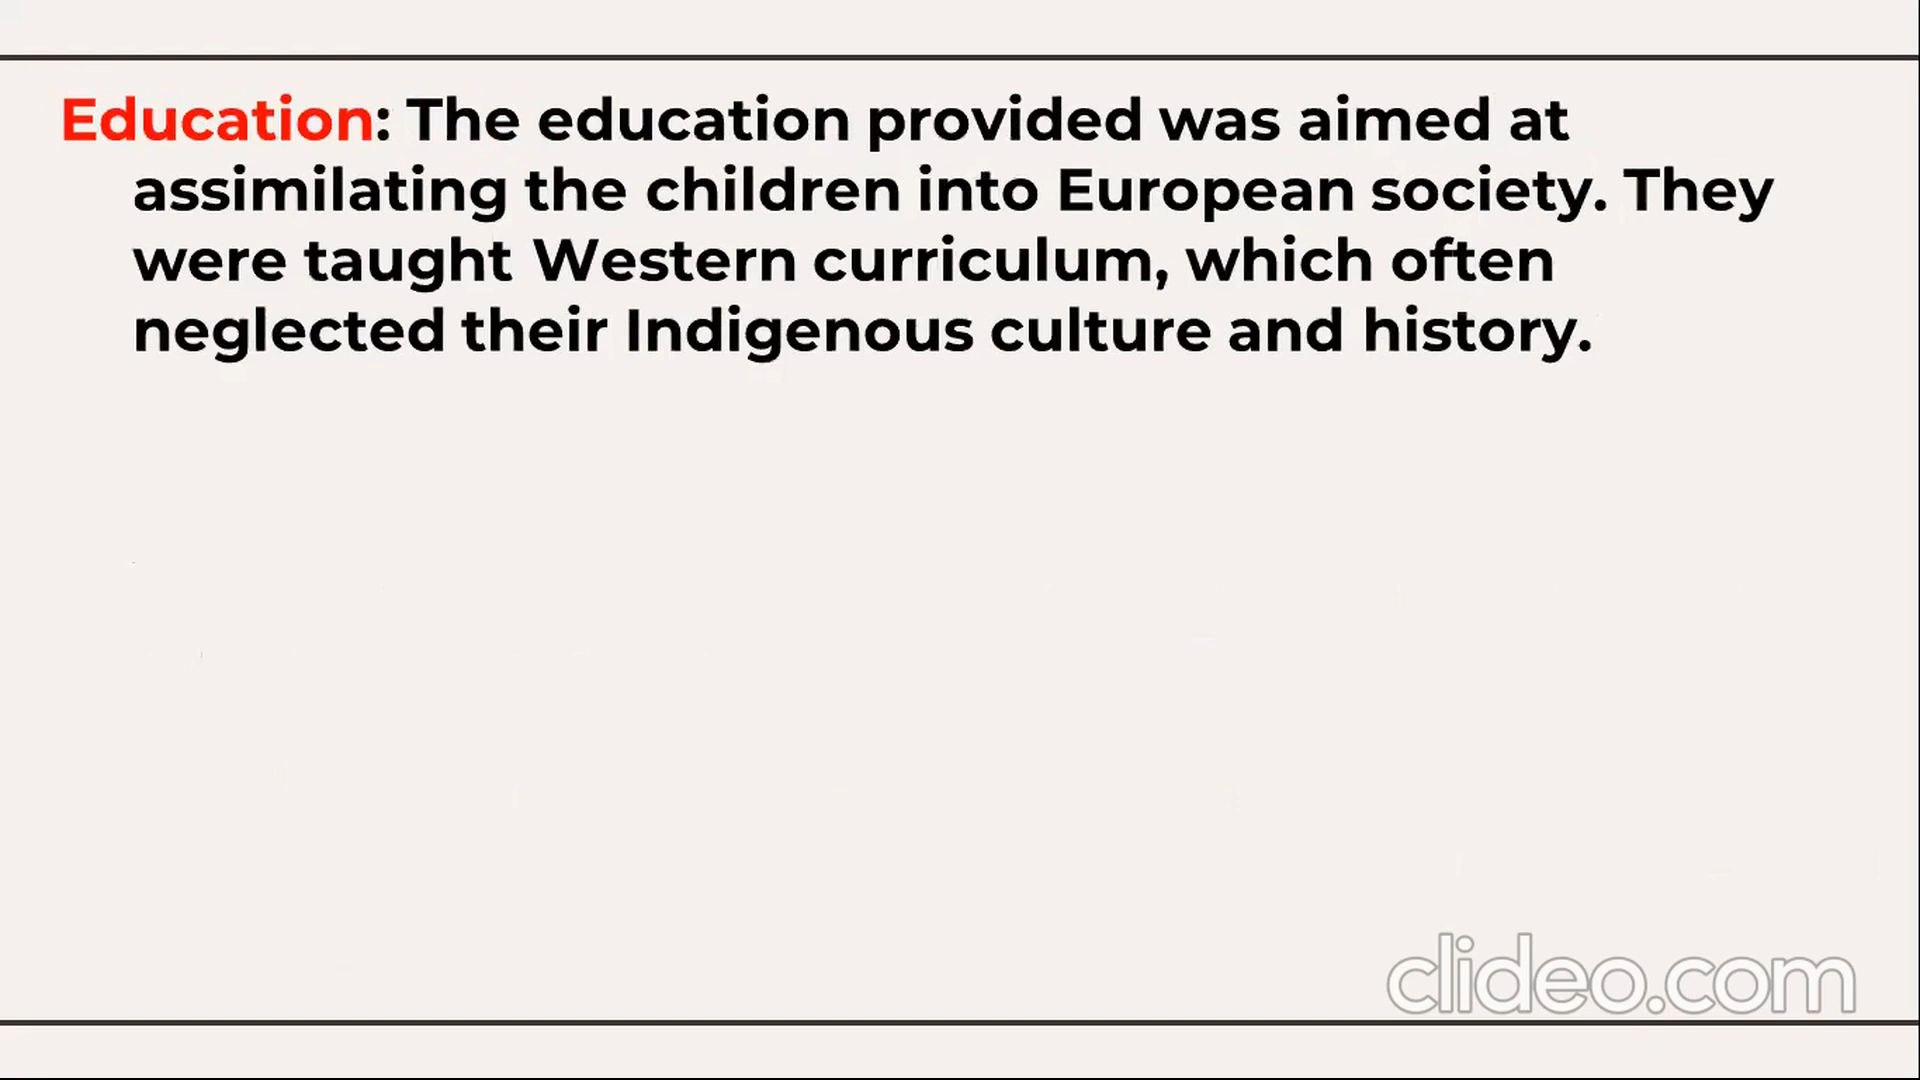 Education: The education provided was aimed at
assimilating the children into European society. They
were taught Western curriculum, which often
neglected their Indigenous culture and history.
clideo.com